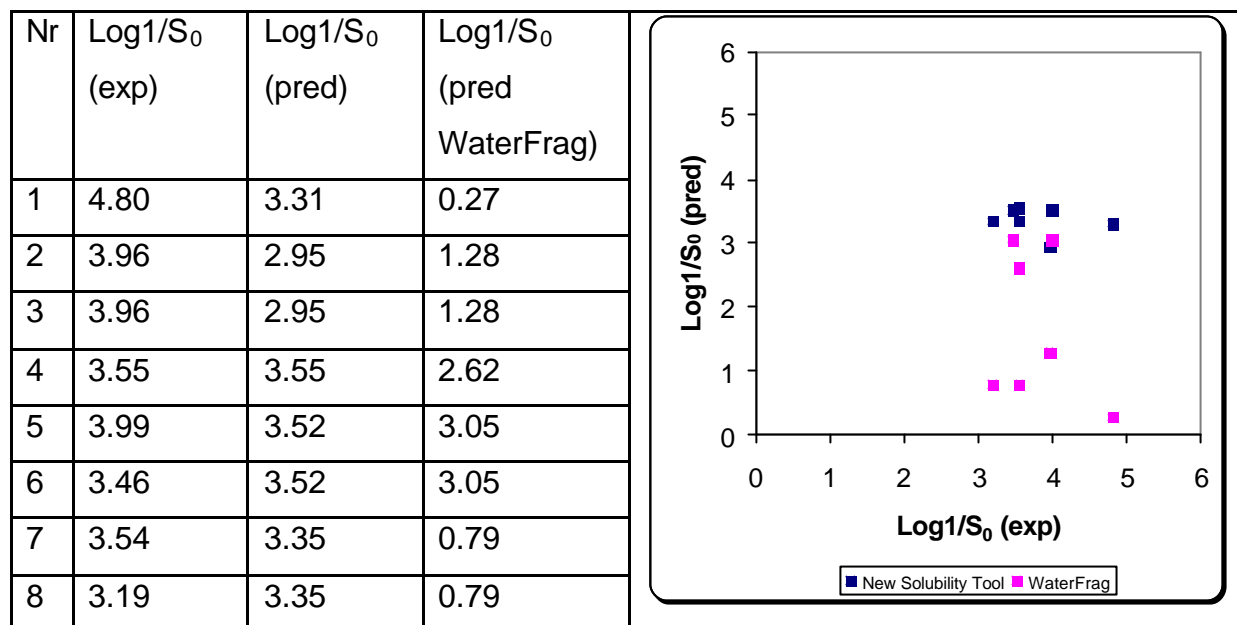 Nr Log1/S₀ (exp) Log1/S₀ (pred) Log1/S₀ (pred WaterFrag)
1 4.80 3.31 0.27
2 3.96 2.95 1.28
3 3.96 2.95 1.28
4 3.55 3.55 2.62
5 3.99 3.52 3.05
6 3.46 3.52 3.05
7 3.54 3.35 0.79
8 3.19 3.35 0.79
Log1/S₀ (pred)
6
5
4
3
2
1
0
0 1 2 3 4 5 6
Log1/S₀ (exp)
New Solubility Tool WaterFrag